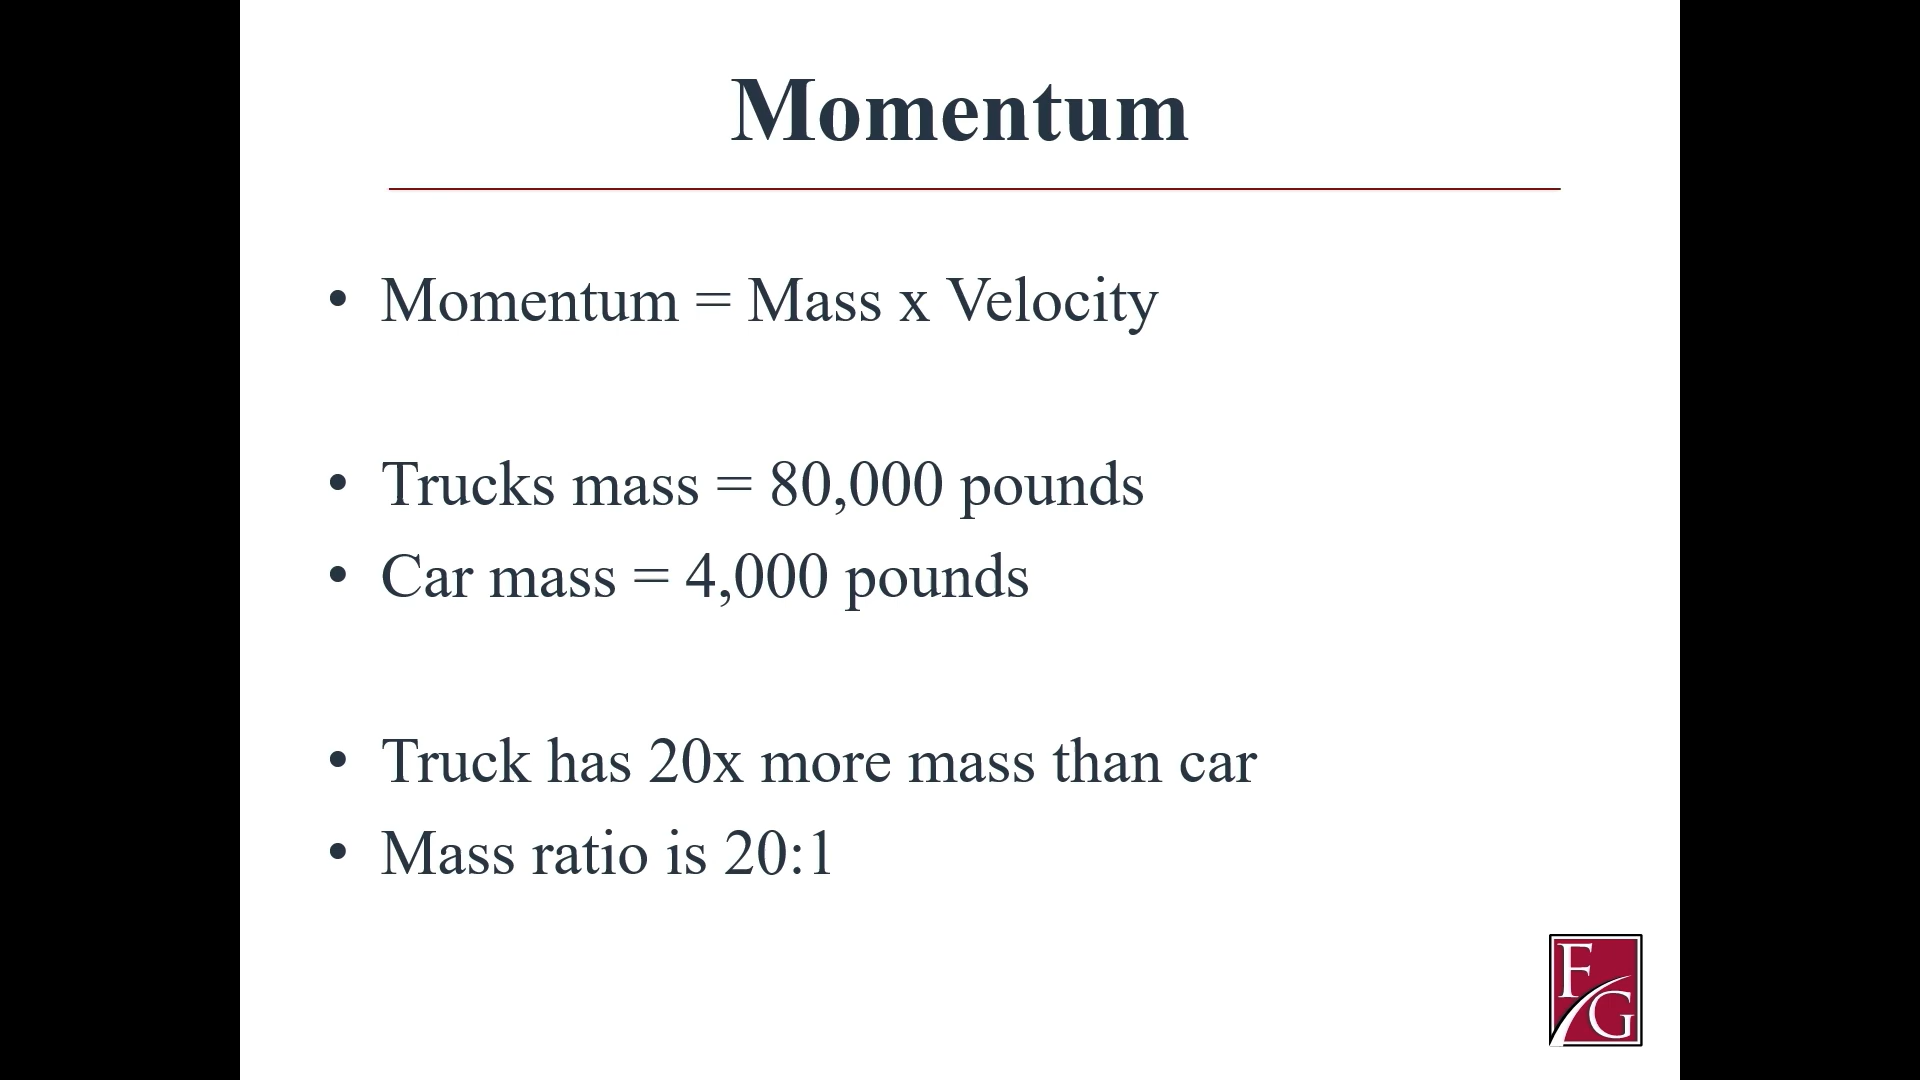 Momentum
• Momentum = Mass x Velocity
• Trucks mass = 80,000 pounds
• Car mass = 4,000 pounds
• Truck has 20x more mass than car
• Mass ratio is 20:1
F
G